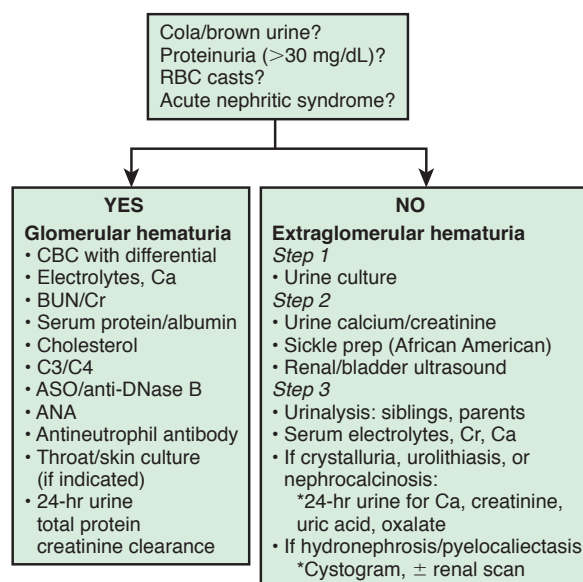 Cola/brown urine?
Proteinuria (>30 mg/dL)?
RBC casts?
Acute nephritic syndrome?
YES
Glomerular hematuria
• CBC with differential
• Electrolytes, Ca
• BUN/Cr
• Serum protein/albumin
• Cholesterol
• C3/C4
• ASO/anti-DNase B
• ANA
• Antineutrophil antibody
• Throat/skin culture
(if indicated)
• 24-hr urine
total protein
creatinine clearance
NO
Extraglomerular hematuria
Step 1
• Urine culture
Step 2
• Urine calcium/creatinine
• Sickle prep (African American)
• Renal/bladder ultrasound
Step 3
• Urinalysis: siblings, parents
• Serum electrolytes, Cr, Ca
• If crystalluria, urolithiasis, or
nephrocalcinosis:
*24-hr urine for Ca, creatinine,
uric acid, oxalate
• If hydronephrosis/pyelocaliectasis
*Cystogram, ± renal scan